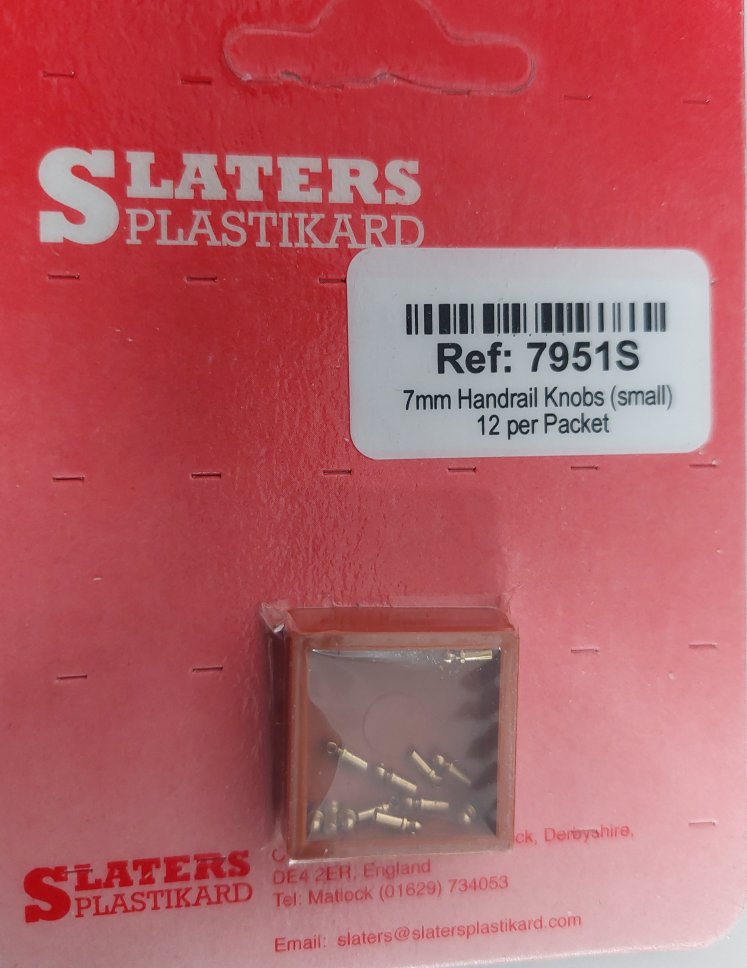 SLATERS
PLASTIKARD
Ref: 7951S
7mm Handrail Knobs (small)
12 per Packet
SLATERS
PLASTIKARD
Derbyshire,
DE4 2ER, England
Tel: Matlock (01629) 734053
Email: slaters@slatersplastikard.com